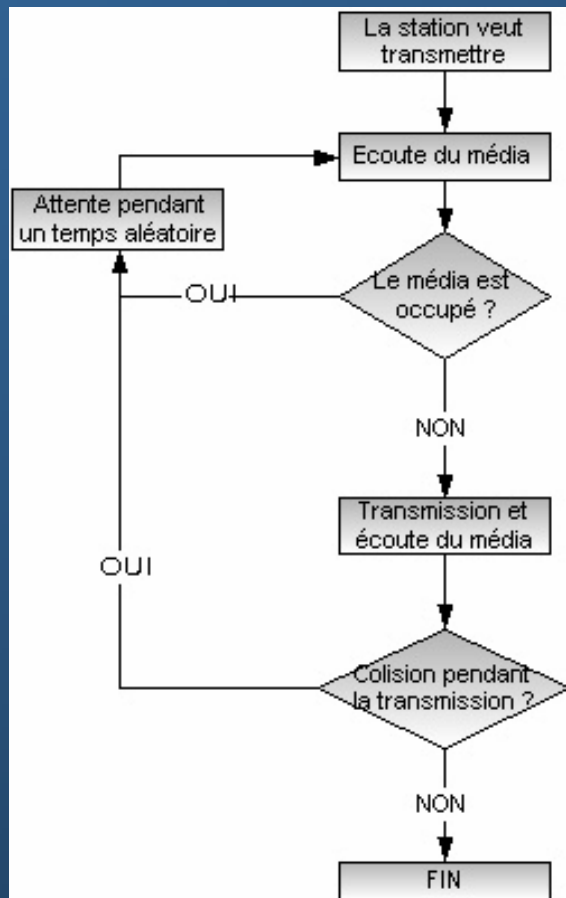 La station veut
transmettre
Ecoute du média
Attente pendant
un temps aléatoire
Le média est
occupé ?
OUI
NON
Transmission et
écoute du média
OUI
Colision pendant
la transmission ?
NON
FIN